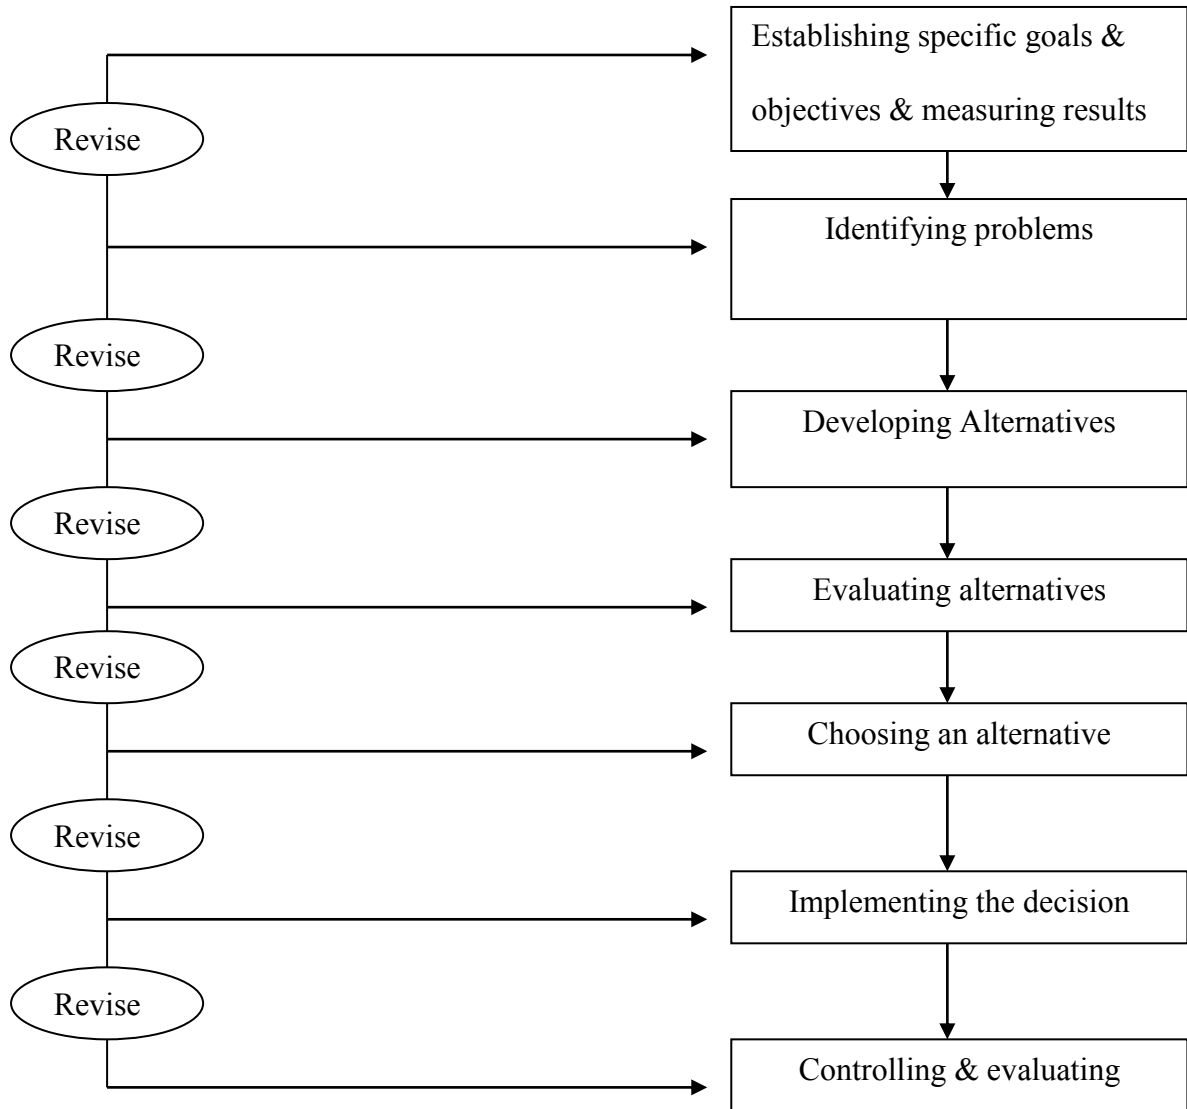 Establishing specific goals &
objectives & measuring results
Revise
Identifying problems
Revise
Developing Alternatives
Revise
Evaluating alternatives
Revise
Choosing an alternative
Revise
Implementing the decision
Revise
Controlling & evaluating